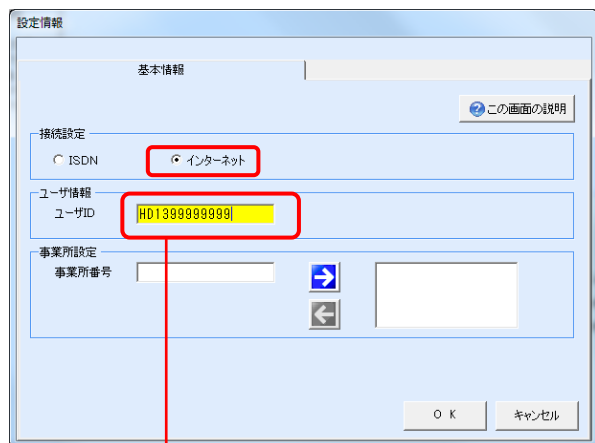 設定情報
基本情報
この画面の説明
接続設定
ISDN インターネット
ユーザ情報
ユーザID HD1399999999
事業所設定
事業所番号
OK キャンセル